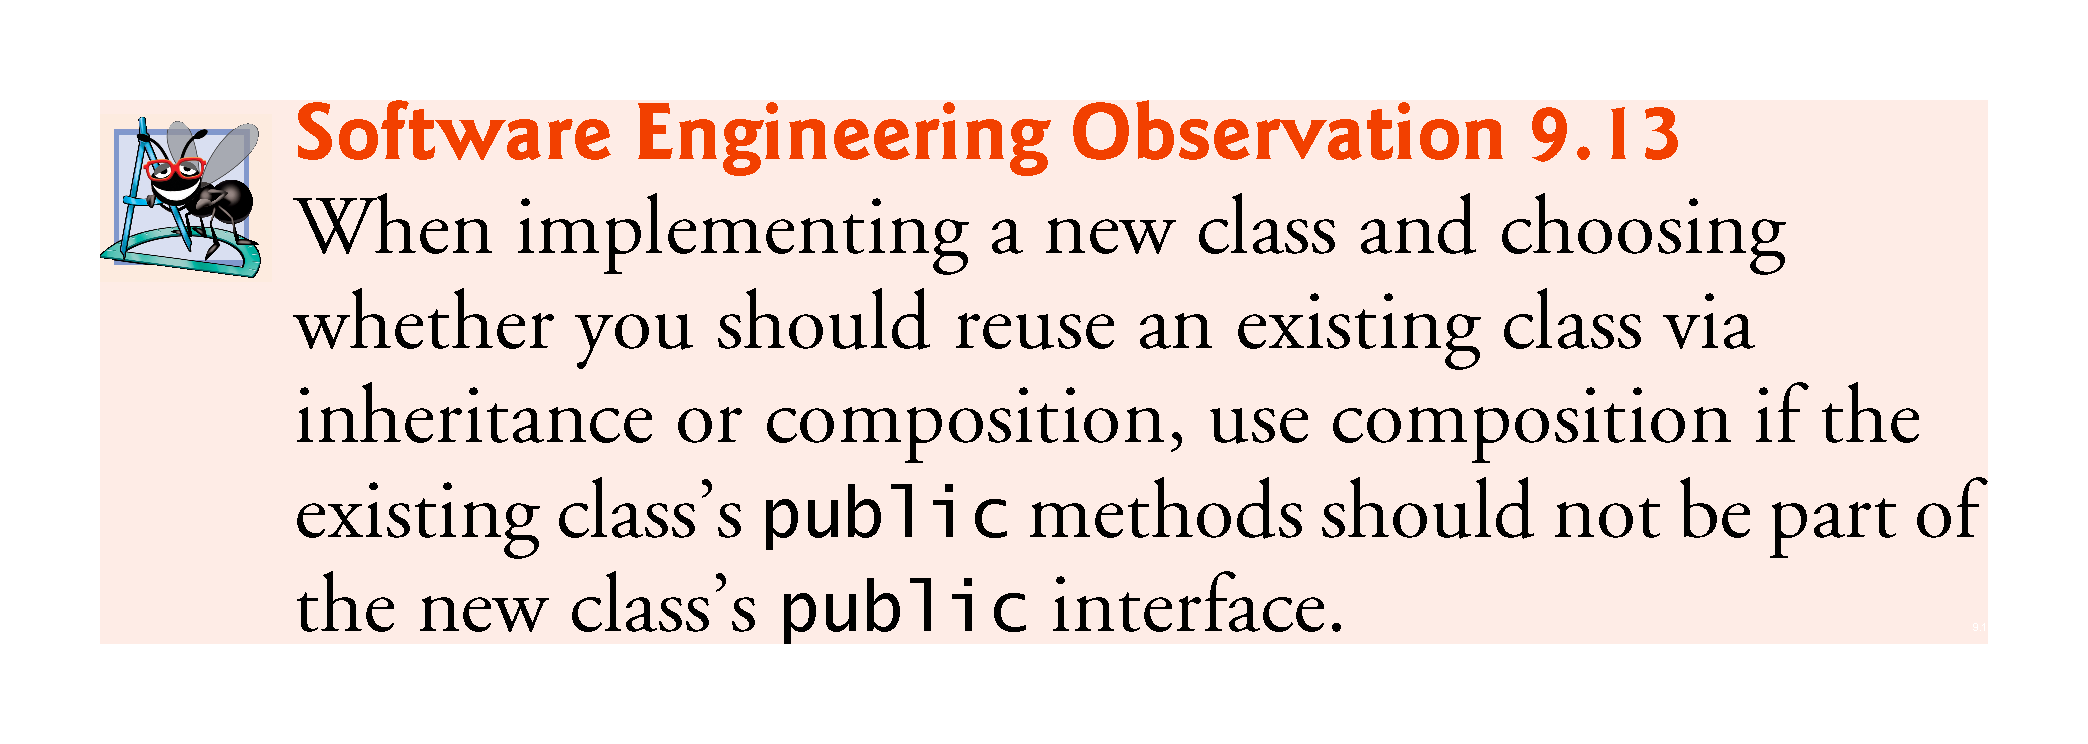 Software Engineering Observation 9.13
When implementing a new class and choosing
whether you should reuse an existing class via
inheritance or composition, use composition if the
existing class’s public methods should not be part of
the new class’s public interface.